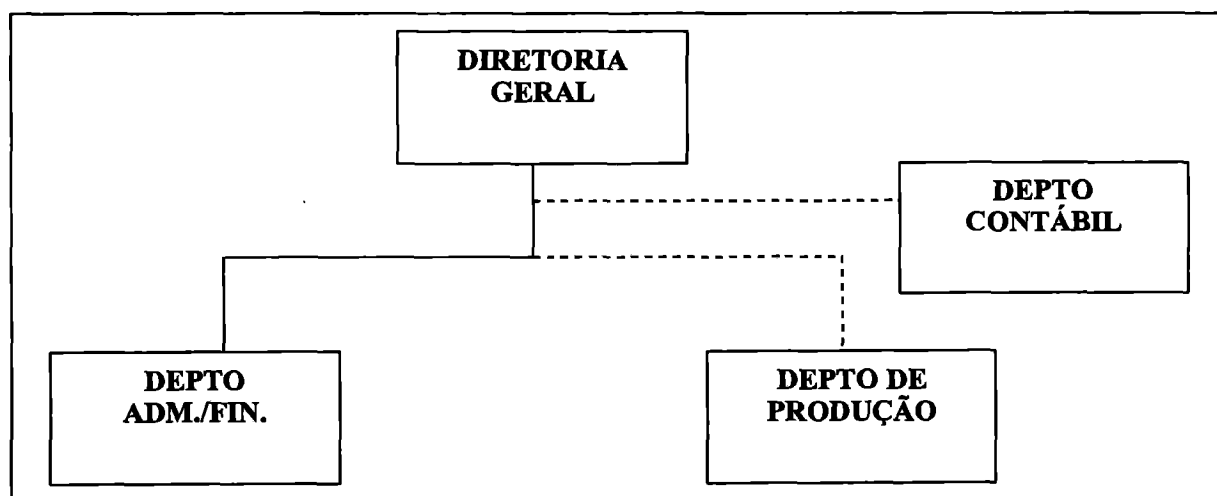 DIRETORIA
GERAL
DEPTO
CONTÁBIL
DEPTO
ADM./FIN.
DEPTO DE
PRODUÇÃO